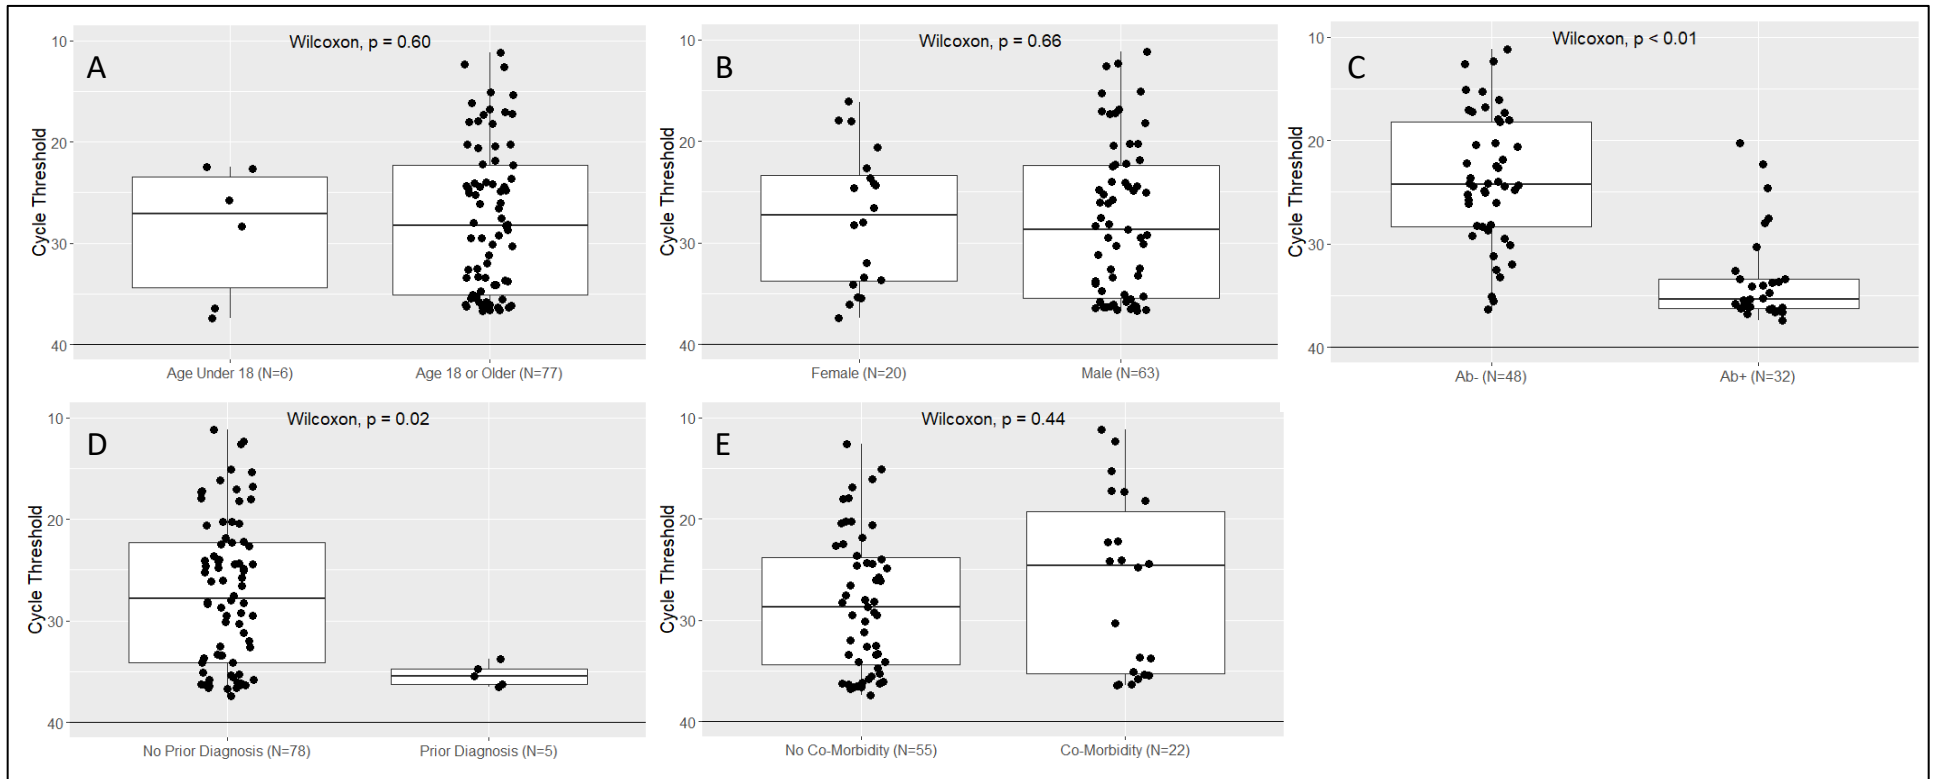 A
Wilcoxon, p = 0.60
Cycle Threshold
10
20
30
40
Age Under 18 (N=6)
Age 18 or Older (N=77)
B
Wilcoxon, p = 0.66
Cycle Threshold
10
20
30
40
Female (N=20)
Male (N=63)
C
Wilcoxon, p < 0.01
Cycle Threshold
10
20
30
40
Ab- (N=48)
Ab+ (N=32)
D
Wilcoxon, p = 0.02
Cycle Threshold
10
20
30
40
No Prior Diagnosis (N=78)
Prior Diagnosis (N=5)
E
Wilcoxon, p = 0.44
Cycle Threshold
10
20
30
40
No Co-Morbidity (N=55)
Co-Morbidity (N=22)